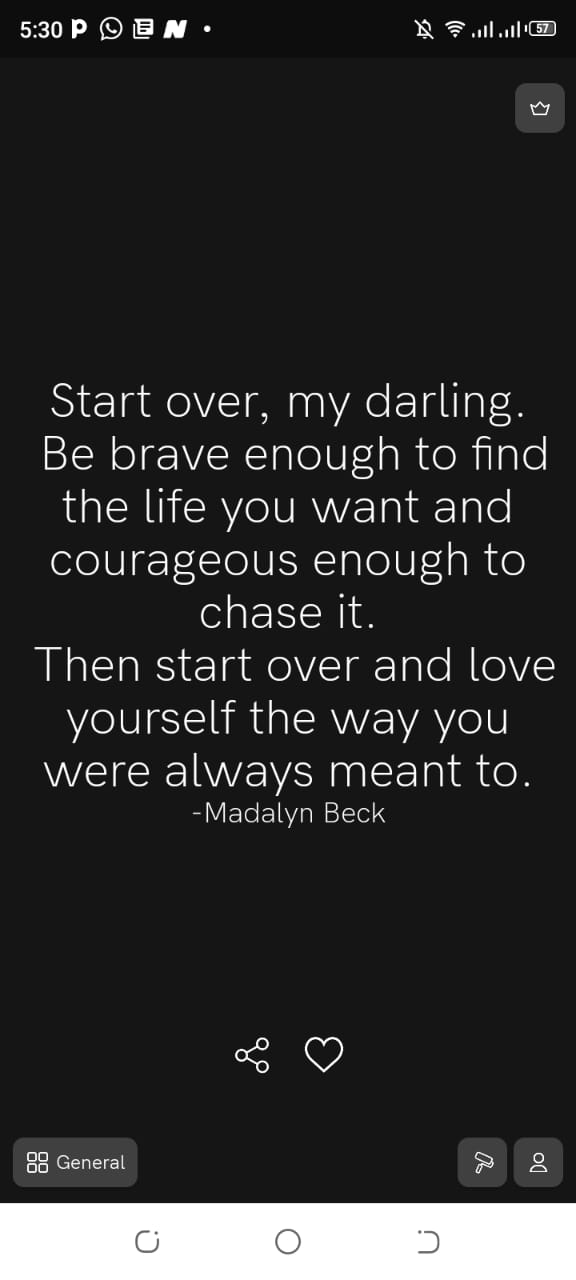 5:30
57
Start over, my darling.
Be brave enough to find
the life you want and
courageous enough to
chase it.
Then start over and love
yourself the way you
were always meant to.
-Madalyn Beck
General